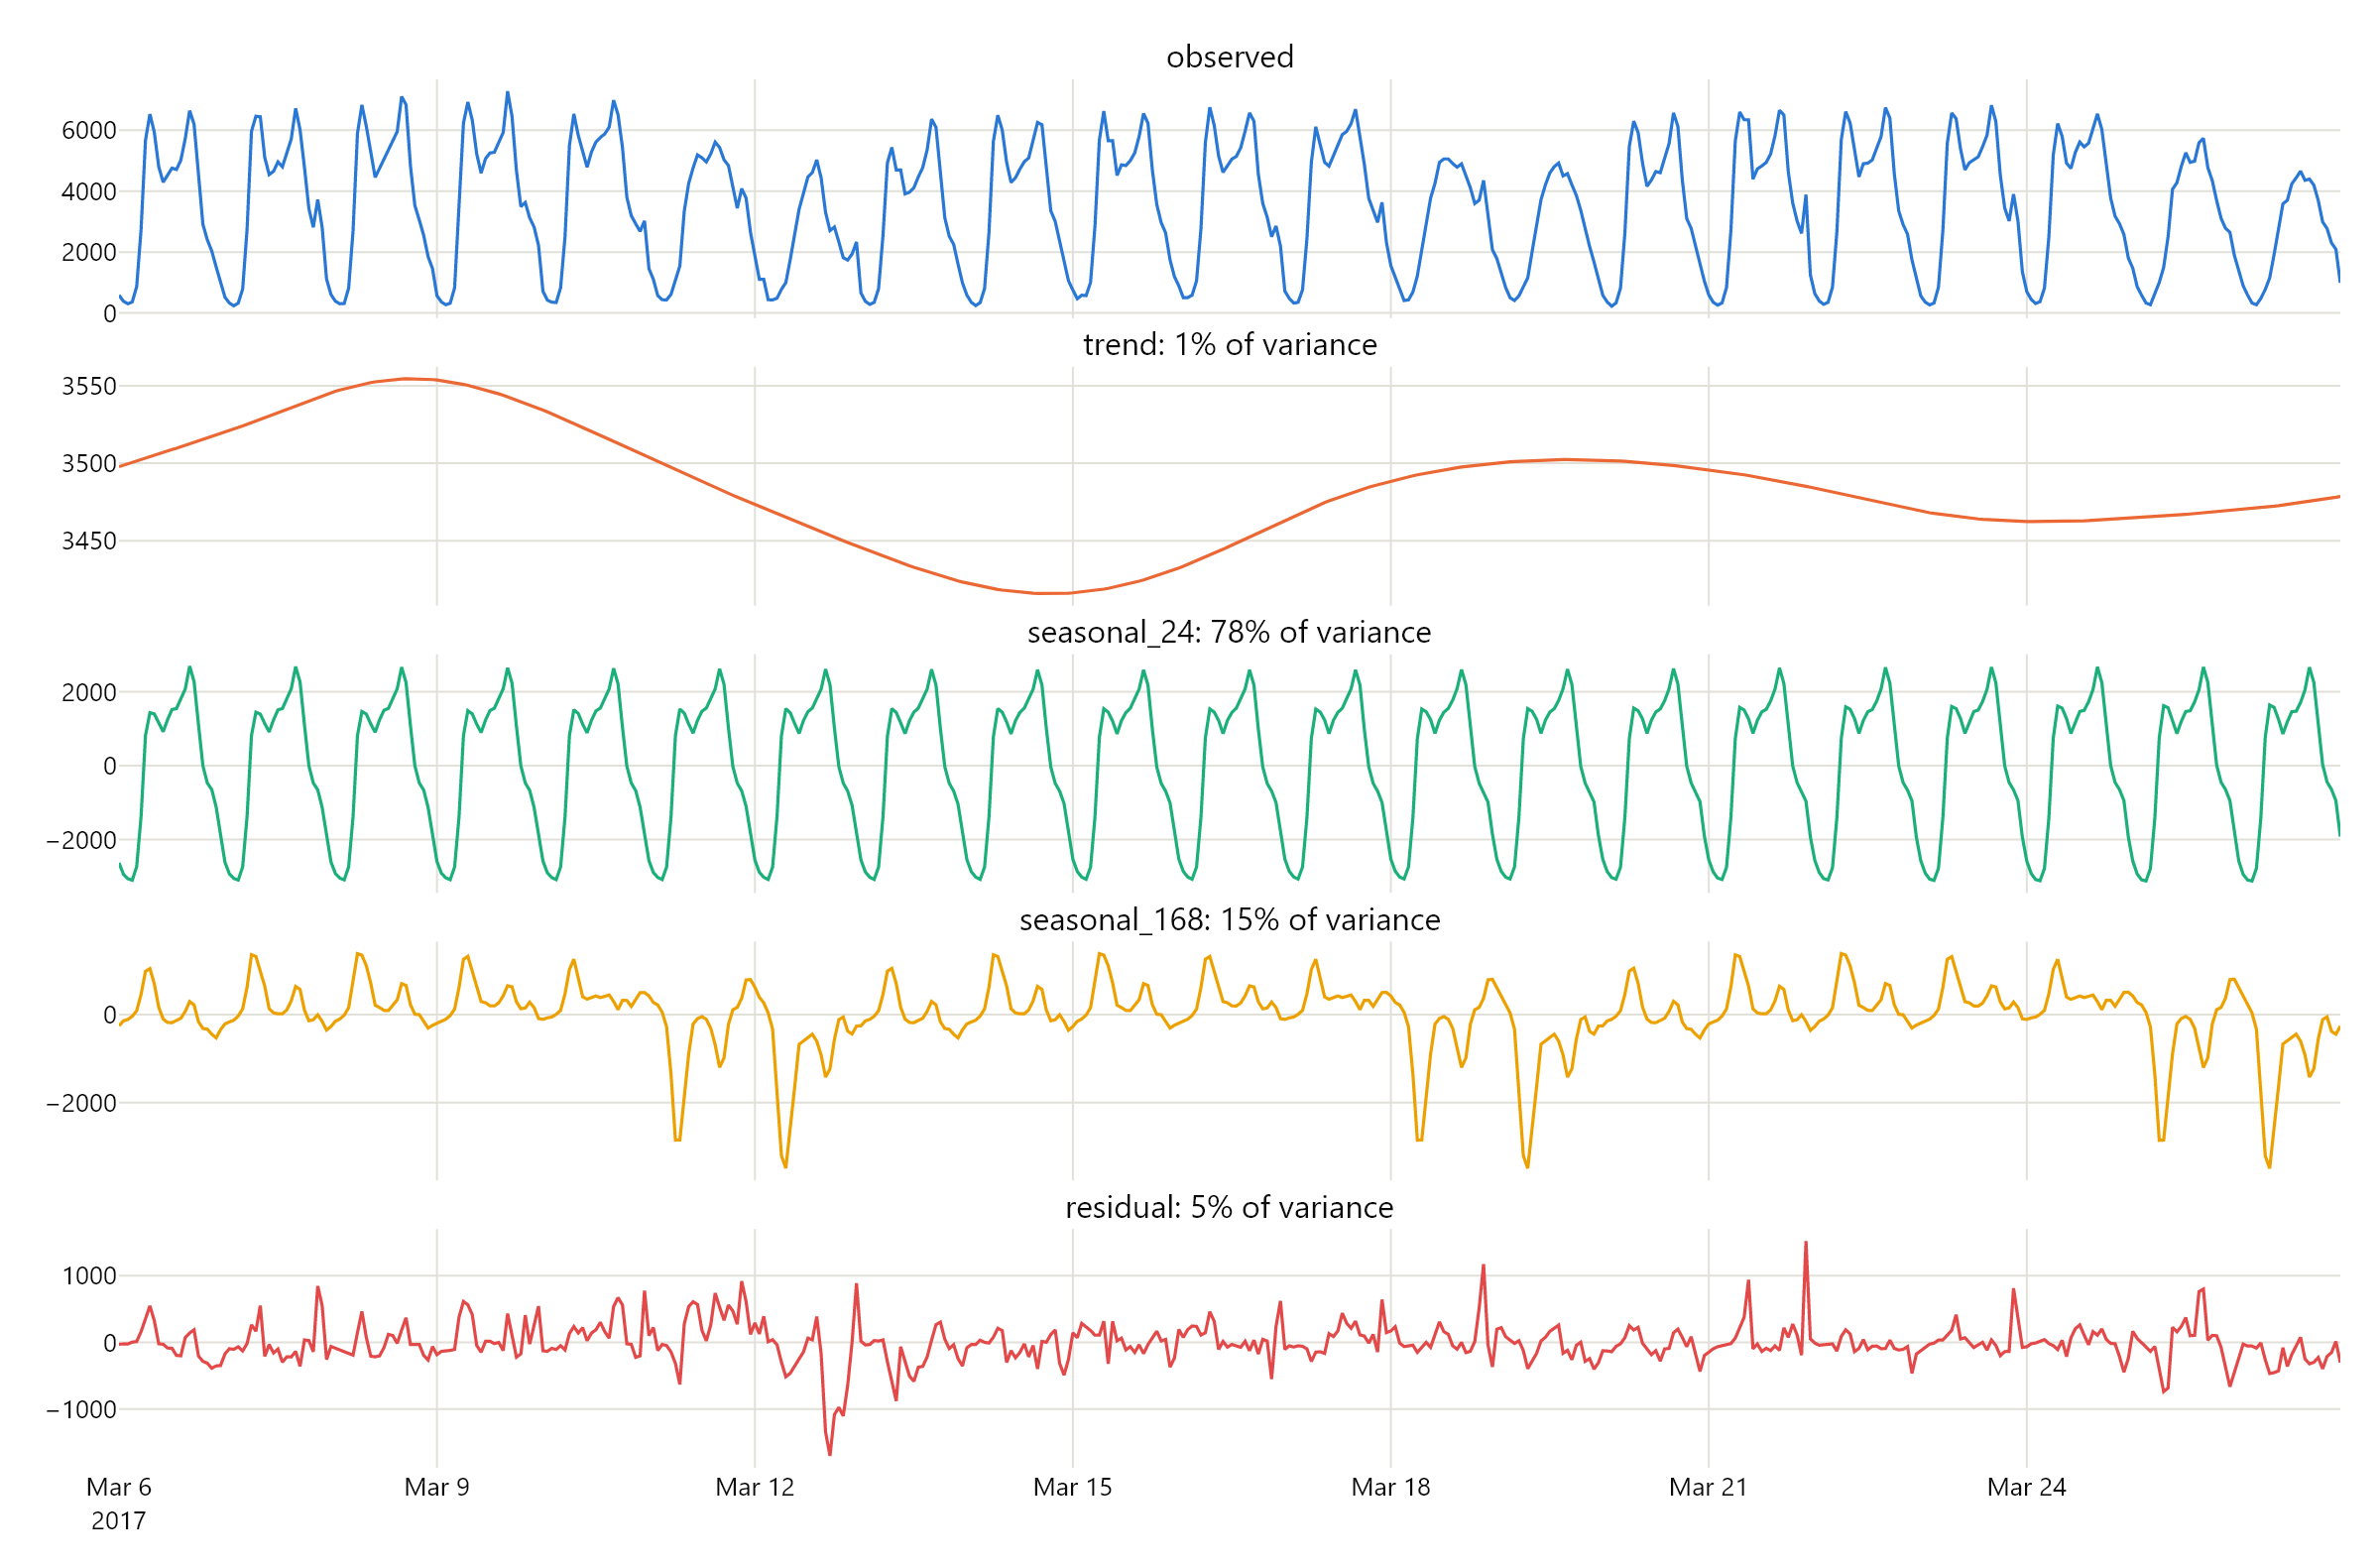 observed
6000
4000
2000
0
trend: 1% of variance
3550
3500
3450
seasonal_24: 78% of variance
2000
0
−2000
seasonal_168: 15% of variance
0
−2000
residual: 5% of variance
1000
0
−1000
Mar 6 Mar 9 Mar 12 Mar 15 Mar 18 Mar 21 Mar 24
2017